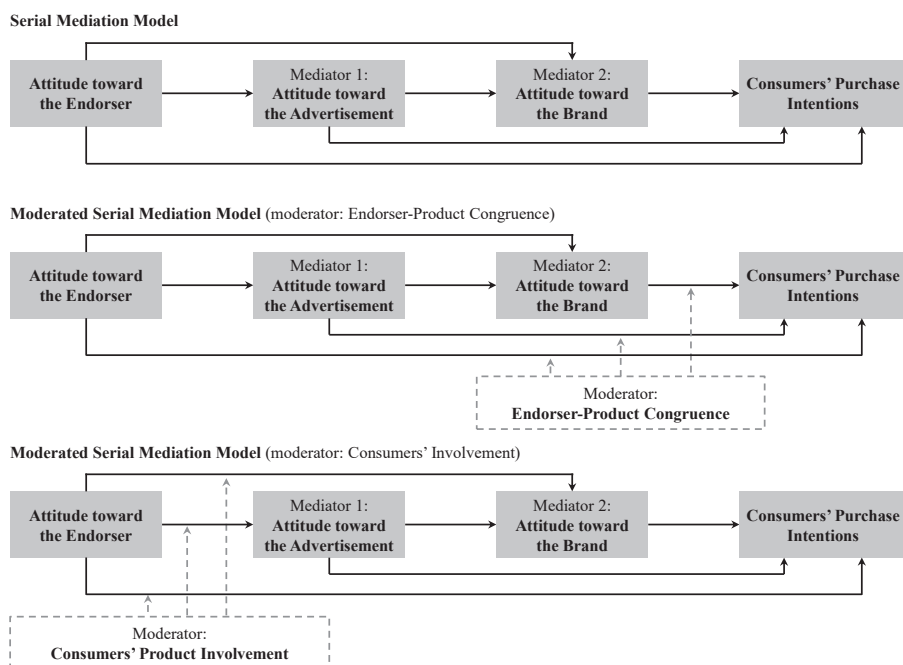 Serial Mediation Model
Attitude toward
the Endorser
Mediator 1:
Attitude toward
the Advertisement
Mediator 2:
Attitude toward
the Brand
Consumers' Purchase
Intentions
Moderated Serial Mediation Model (moderator: Endorser-Product Congruence)
Attitude toward
the Endorser
Mediator 1:
Attitude toward
the Advertisement
Mediator 2:
Attitude toward
the Brand
Consumers' Purchase
Intentions
Moderator:
Endorser-Product Congruence
Moderated Serial Mediation Model (moderator: Consumers' Involvement)
Attitude toward
the Endorser
Mediator 1:
Attitude toward
the Advertisement
Mediator 2:
Attitude toward
the Brand
Consumers' Purchase
Intentions
Moderator:
Consumers' Product Involvement